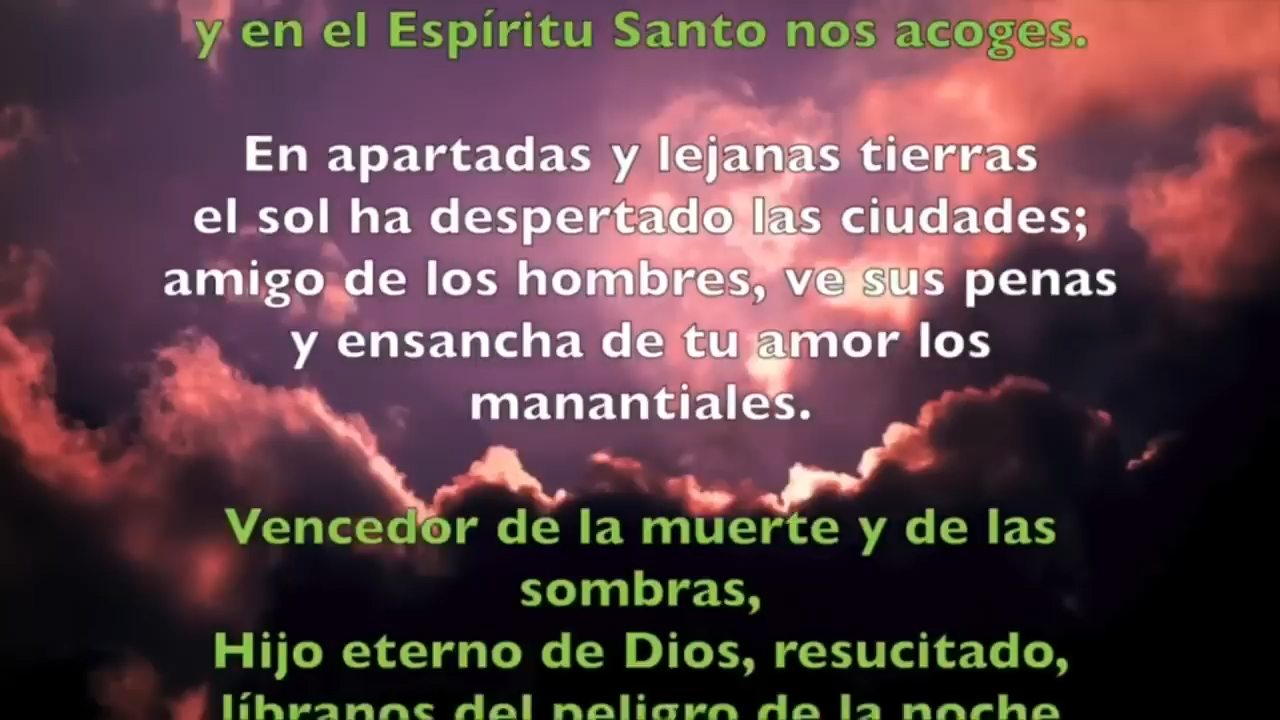 y en el Espíritu Santo nos acoges.
En apartadas y lejanas tierras
el sol ha despertado las ciudades;
amigo de los hombres, ve sus penas
y ensancha de tu amor los
manantiales.
Vencedor de la muerte y de las
sombras,
Hijo eterno de Dios, resucitado,
líbranos del peligro de la noche